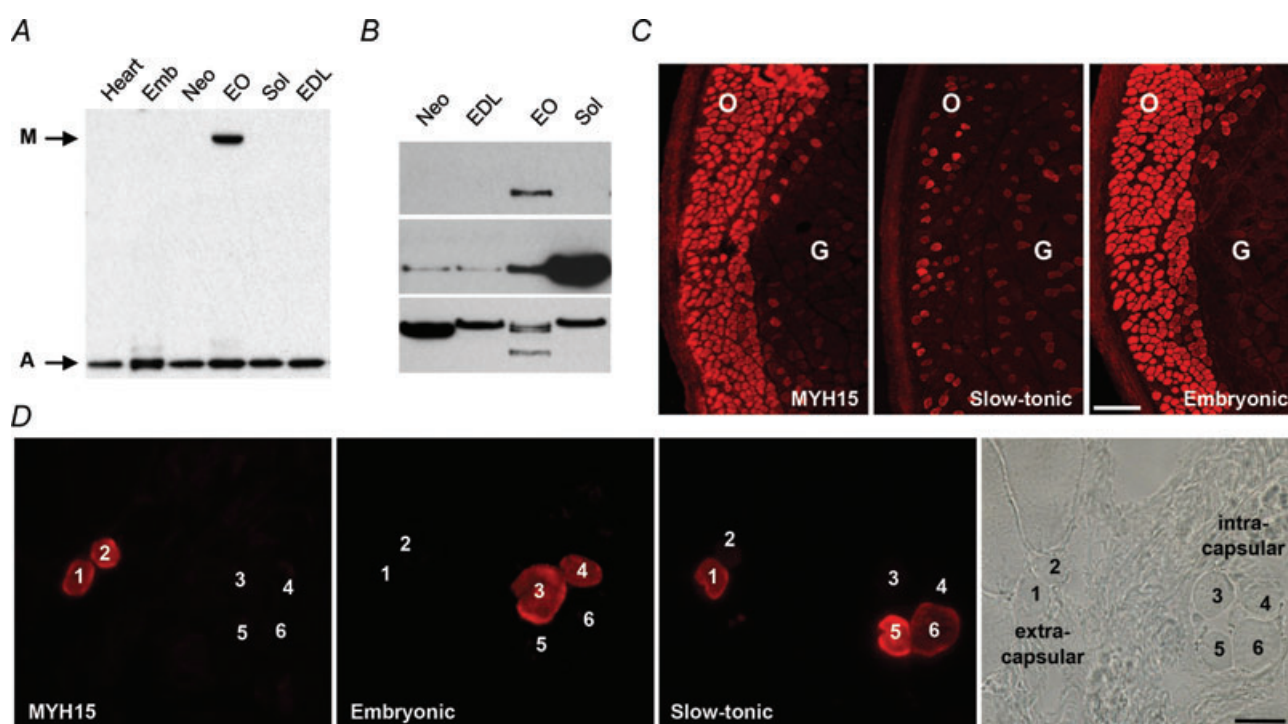 A
Heart Emb Neo EO Sol EDL
M
A
B
Neo EDL EO Sol
C
O
G
MYH15
O
G
Slow-tonic
O
G
Embryonic
D
1 2 3 4 5 6
MYH15
1 2 3 4 5 6
Embryonic
1 2 3 4 5 6
Slow-tonic
intra-
capsular
1 2 3 4 5 6
extra-
capsular